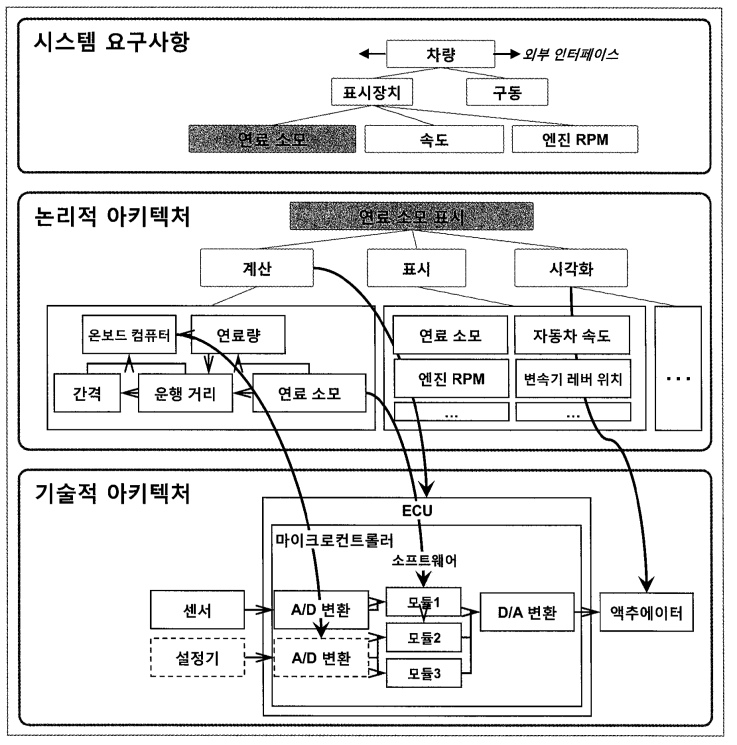 시스템 요구사항
차량
외부 인터페이스
표시장치
구동
연료 소모
속도
엔진 RPM
논리적 아키텍처
연료 소모 표시
계산
표시
시각화
온보드 컴퓨터
연료량
간격
운행 거리
연료 소모
연료 소모
자동차 속도
엔진 RPM
변속기 레버 위치
...
...
...
기술적 아키텍처
ECU
마이크로컨트롤러
소프트웨어
센서
A/D 변환
모듈1
D/A 변환
액추에이터
설정기
A/D 변환
모듈2
모듈3